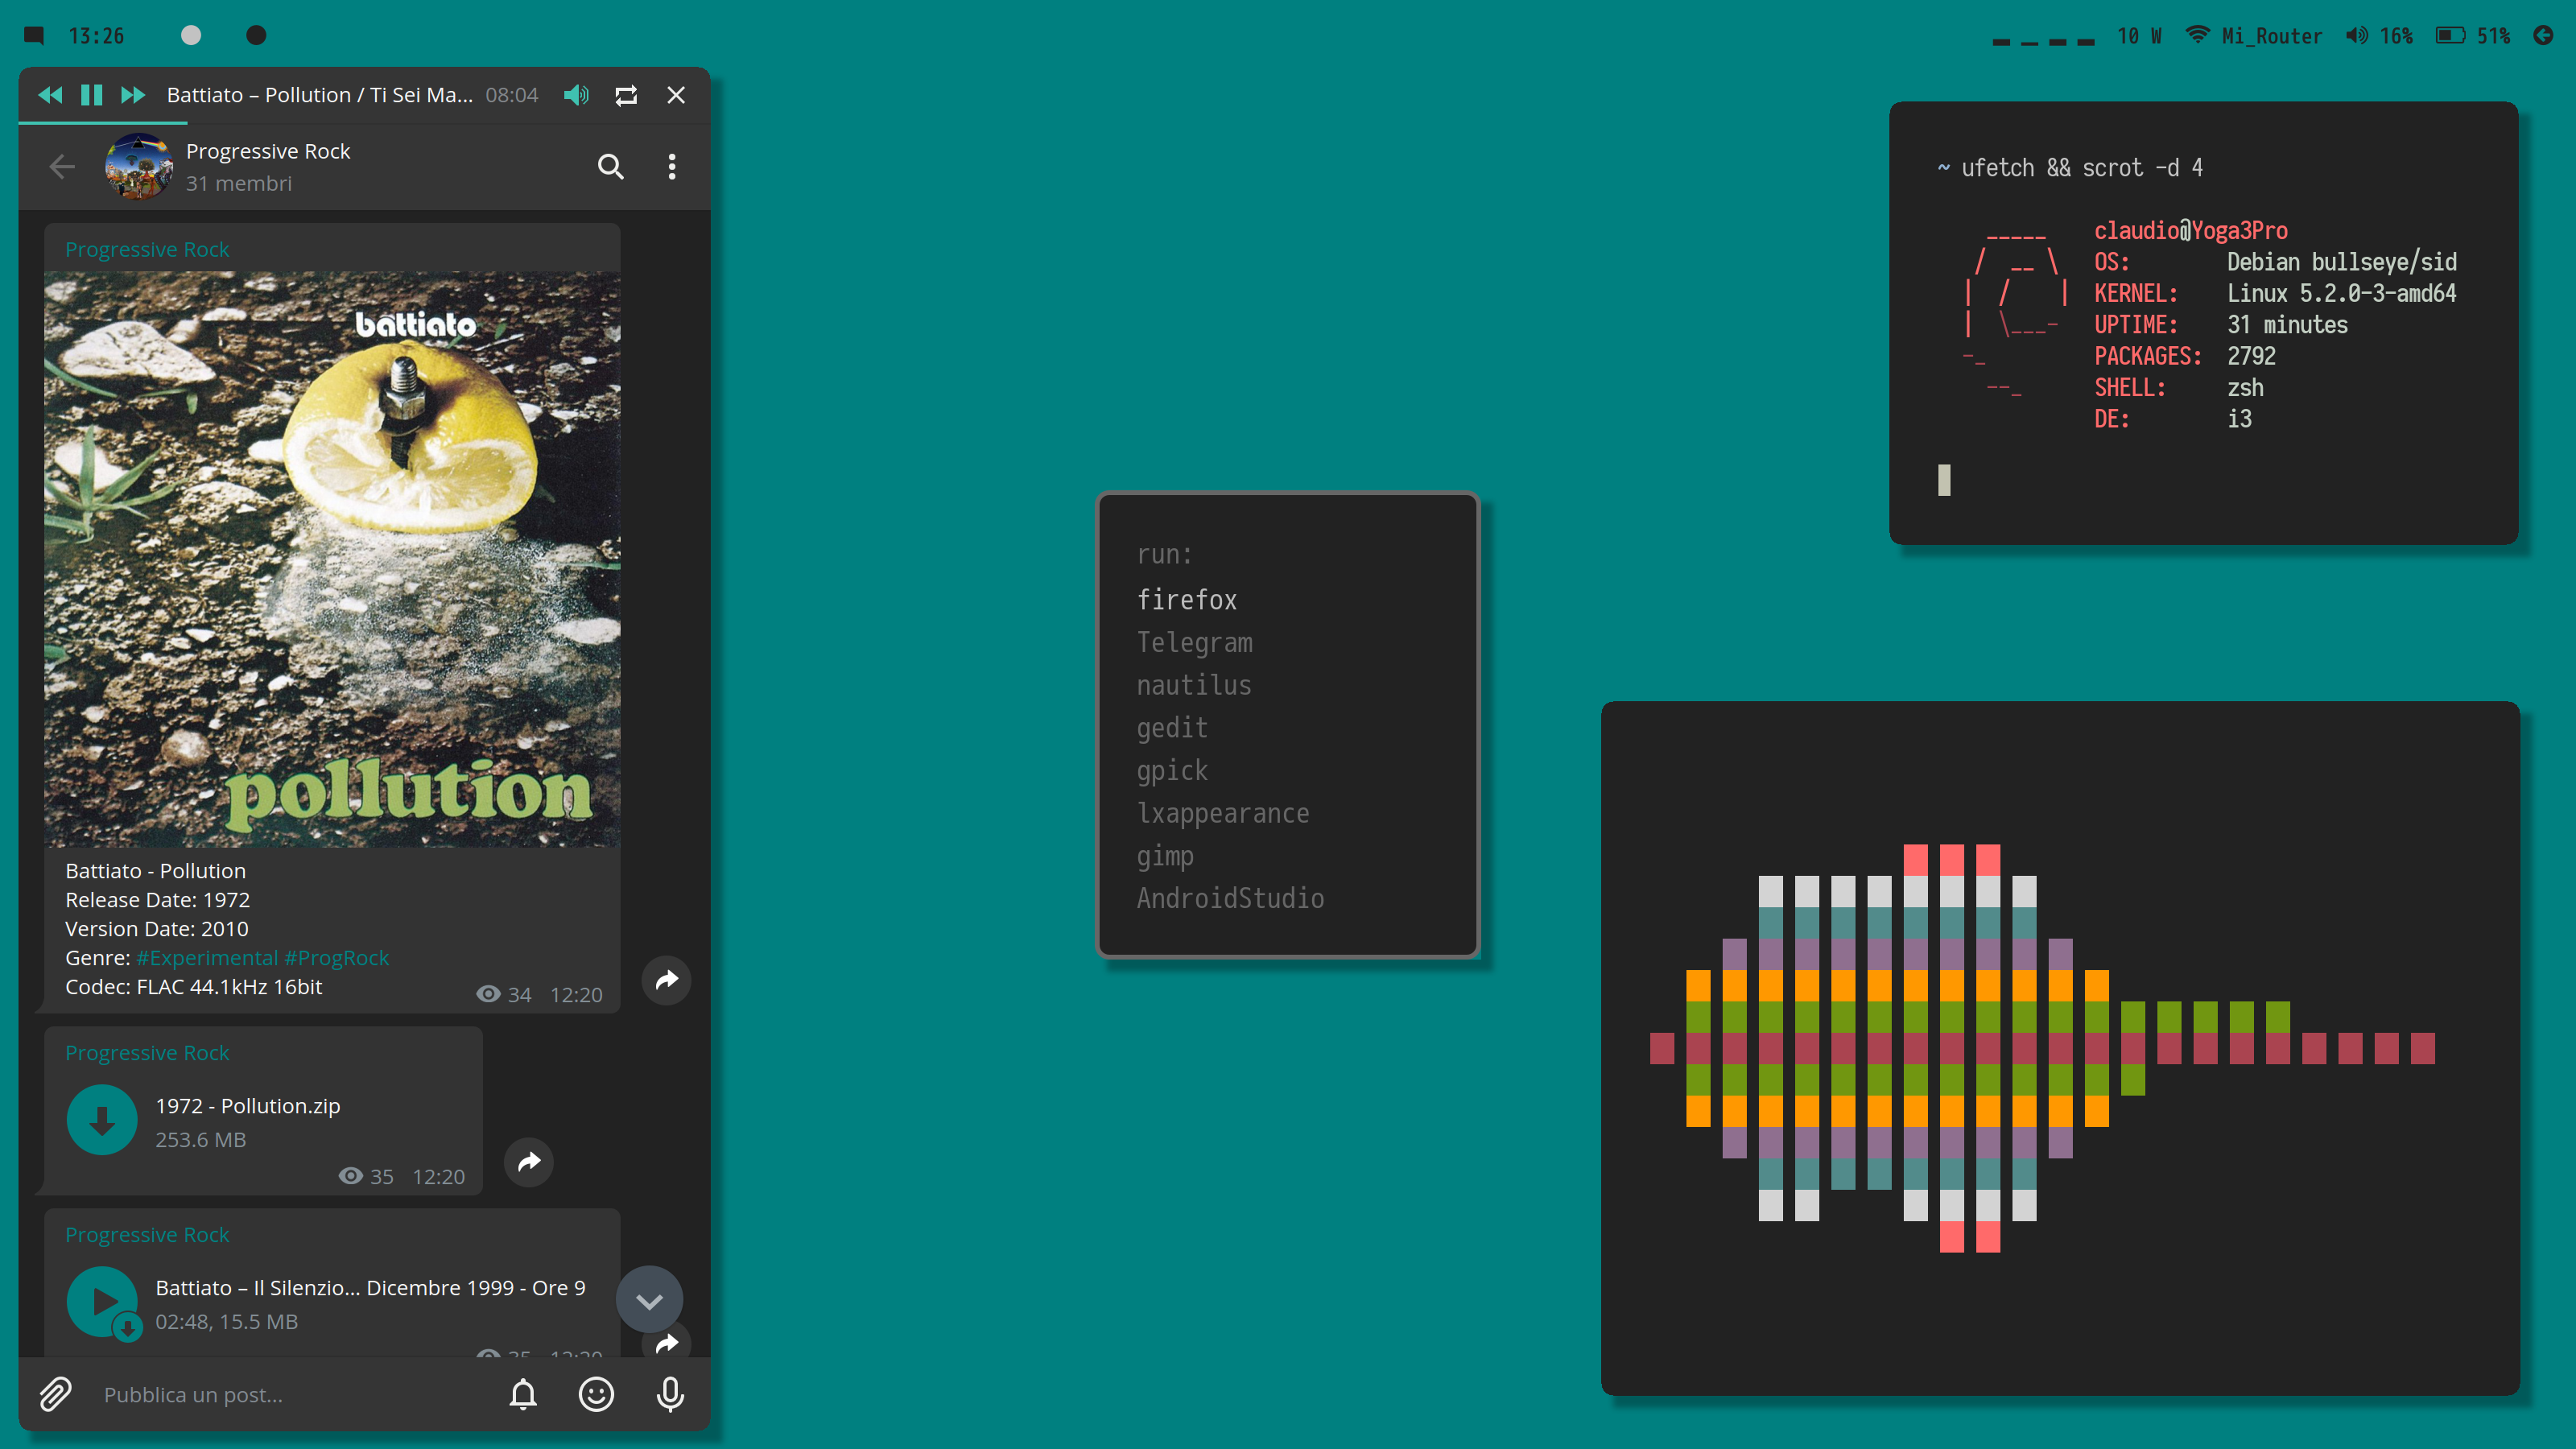 13:26
10 W Mi_Router 16% 51%
Battiato – Pollution / Ti Sei Ma... 08:04
Progressive Rock
31 membri
Progressive Rock
battiato
pollution
Battiato - Pollution
Release Date: 1972
Version Date: 2010
Genre: #Experimental #ProgRock
Codec: FLAC 44.1kHz 16bit
34 12:20
Progressive Rock
1972 - Pollution.zip
253.6 MB
35 12:20
Progressive Rock
Battiato – Il Silenzio... Dicembre 1999 - Ore 9
02:48, 15.5 MB
35 12:20
Pubblica un post...
run:
firefox
Telegram
nautilus
gedit
gpick
lxappearance
gimp
AndroidStudio
~ ufetch && scrot -d 4
claudio@Yoga3Pro
OS: Debian bullseye/sid
KERNEL: Linux 5.2.0-3-amd64
UPTIME: 31 minutes
PACKAGES: 2792
SHELL: zsh
DE: i3